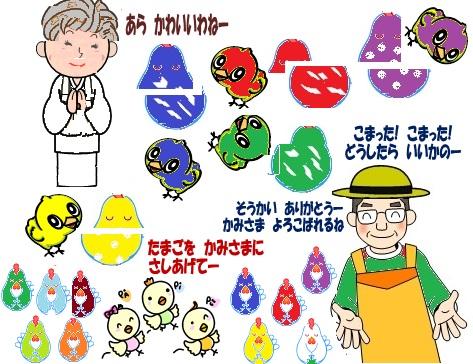 あら かわいいわねー
こまった! こまった!
どうしたら いいかのー
そうかい ありがとうー
かみさま よろこばれるね
たまごを かみさまに
さしあげてー